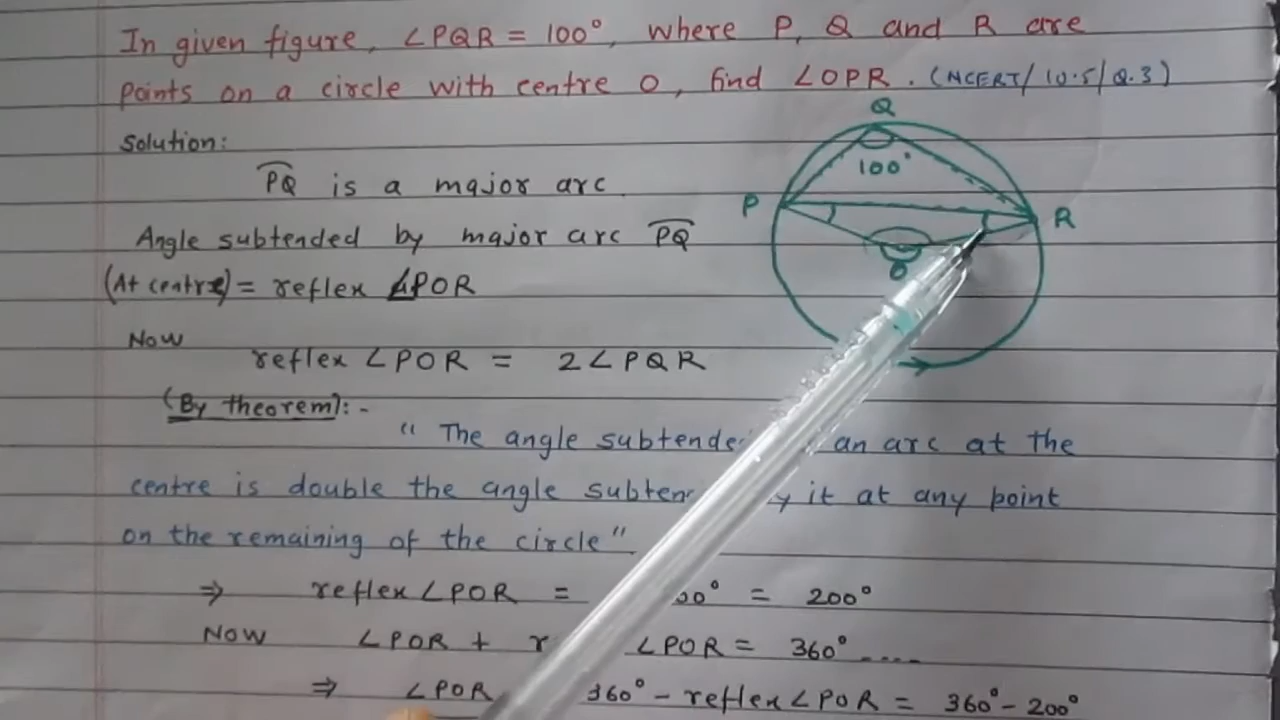 In given figure, ∠PQR = 100°, where P, Q and R are
points on a circle with centre O, find ∠OPR. (NCERT/10.5/Q.3)
Solution:
PQ is a major arc
Angle subtended by major arc PQ
(At centre) = reflex ∠POR
Now
reflex ∠POR = 2∠PQR
(By theorem):-
“ The angle subtende an arc at the
centre is double the angle subten y it at any point
on the remaining of the circle"
⇒ reflex ∠POR = 00° = 200°
Now ∠POR + r ∠POR = 360° ....
⇒ ∠POR 360° - reflex ∠POR = 360° - 200°
Q
100°
P
R
O